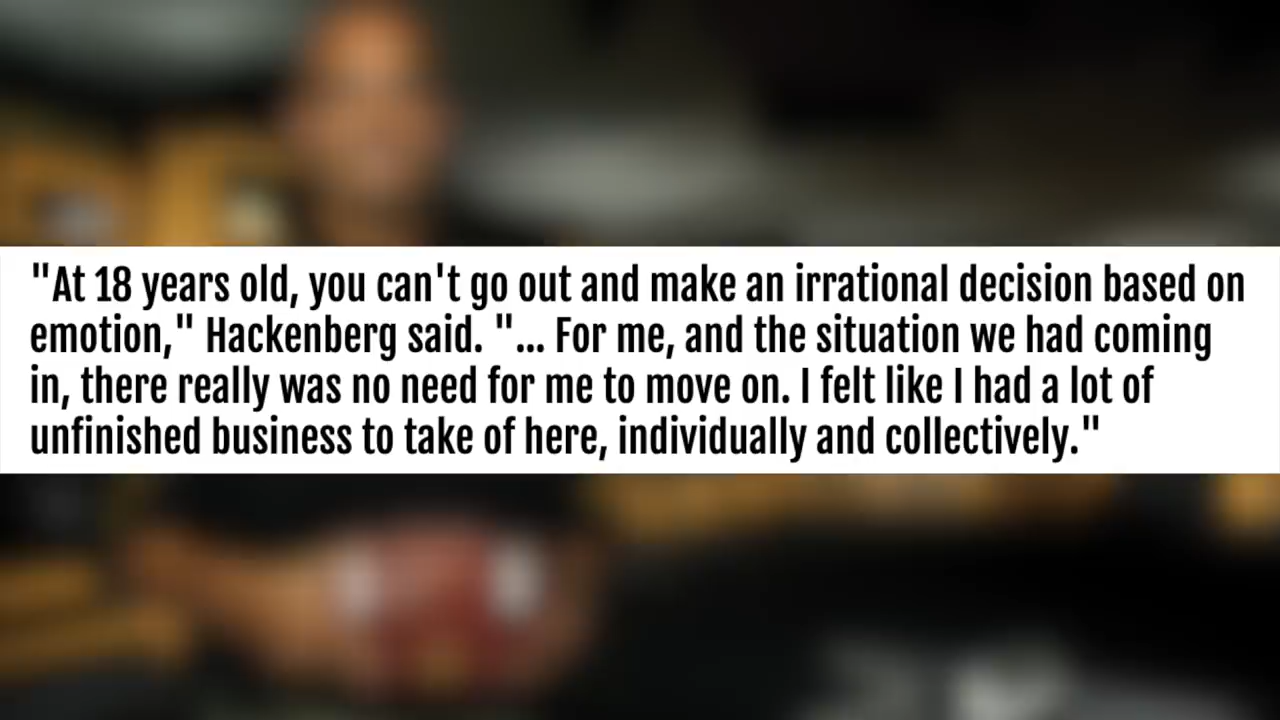 "At 18 years old, you can't go out and make an irrational decision based on
emotion," Hackenberg said. "... For me, and the situation we had coming
in, there really was no need for me to move on. I felt like I had a lot of
unfinished business to take of here, individually and collectively."